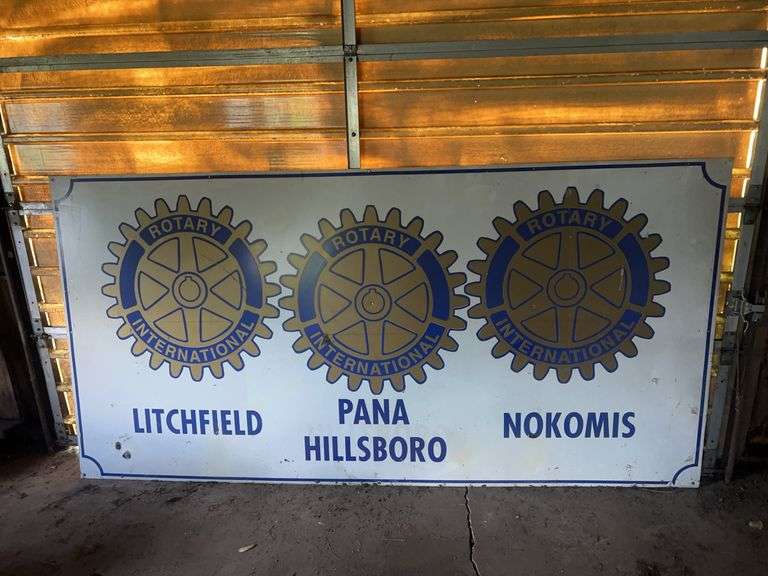 ROTARY
INTERNATIONAL
ROTARY
INTERNATIONAL
ROTARY
INTERNATIONAL
LITCHFIELD
PANA
HILLSBORO
NOKOMIS